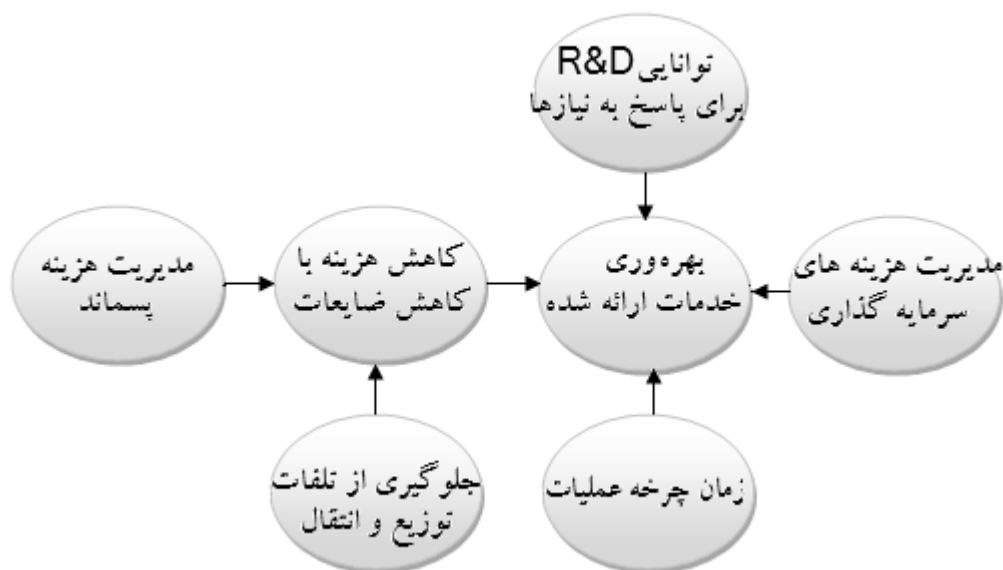 توانایی R&D
برای پاسخ به نیازها
مدیریت هزینه های
سرمایه گذاری
بهره‌وری
خدمات ارائه شده
کاهش هزینه با
کاهش ضایعات
مدیریت هزینه
پسماند
زمان چرخه عملیات
جلوگیری از تلفات
توزیع و انتقال